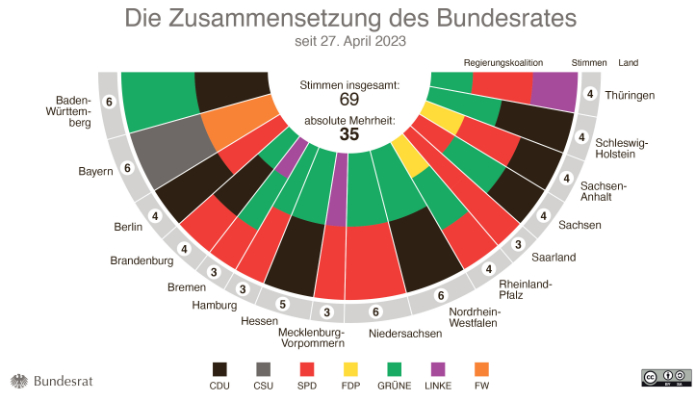 Die Zusammensetzung des Bundesrates
seit 27. April 2023
Regierungskoalition Stimmen Land
Stimmen insgesamt:
69
absolute Mehrheit:
35
6
Baden-
Württem-
berg
6
Bayern
4
Berlin
4
Brandenburg
3
Bremen
3
Hamburg
5
Hessen
3
Mecklenburg-
Vorpommern
6
Niedersachsen
6
Nordrhein-
Westfalen
4
Rheinland-
Pfalz
3
Saarland
4
Sachsen
4
Sachsen-
Anhalt
4
Schleswig-
Holstein
4
Thüringen
CDU CSU SPD FDP GRÜNE LINKE FW
Bundesrat
cc
BY SA